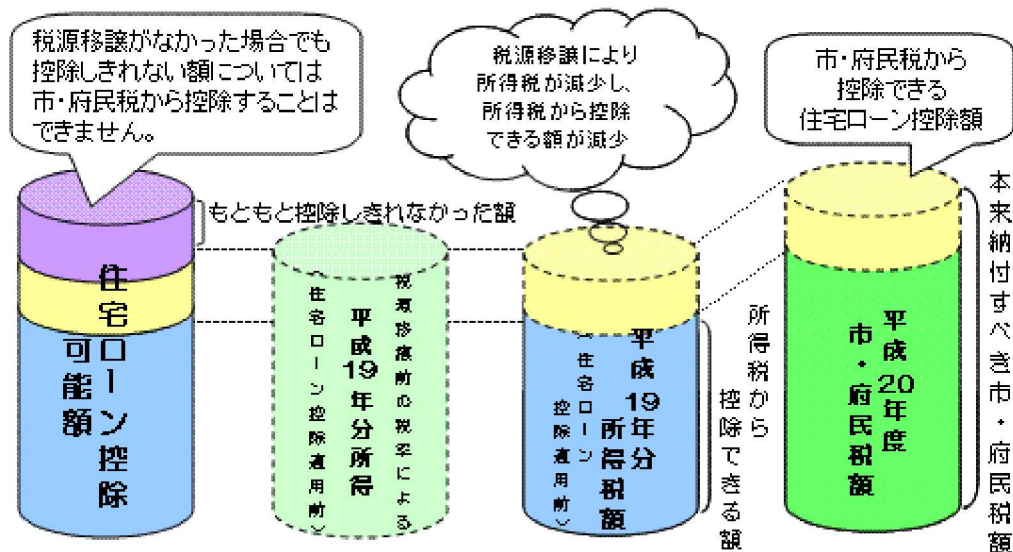 税源移譲がなかった場合でも
控除しきれない額については
市・府民税から控除することは
できません。
税源移譲により
所得税が減少し、
所得税から控除
できる額が減少
市・府民税から
控除できる
住宅ローン控除額
もともと控除しきれなかった額
住宅ローン控除
可能額
税源移譲前の税率による
平成19年分所得
(住宅ローン控除適用前)
平成19年分
所得税額
(住宅ローン
控除適用前)
所得税から
控除できる額
平成20年度
市・府民税額
本来納付すべき市・府民税額